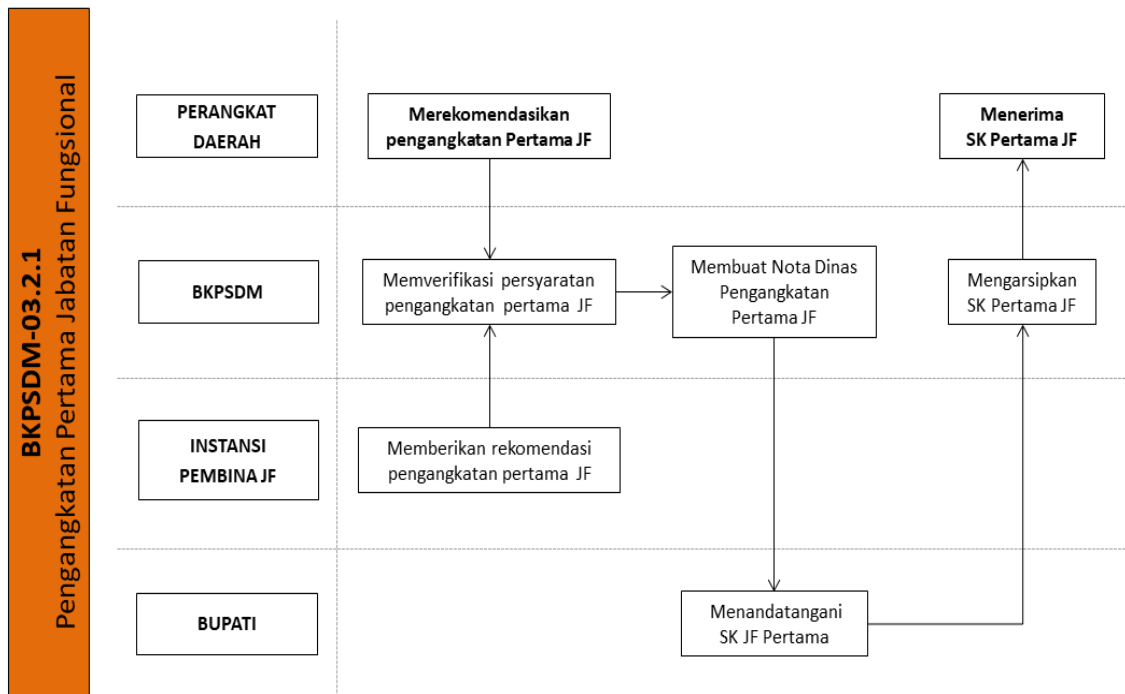 BKPSDM-03.2.1
Pengangkatan Pertama Jabatan Fungsional
PERANGKAT
DAERAH
Merekomendasikan
pengangkatan Pertama JF
Menerima
SK Pertama JF
BKPSDM
Memverifikasi persyaratan
pengangkatan pertama JF
Membuat Nota Dinas
Pengangkatan
Pertama JF
Mengarsipkan
SK Pertama JF
INSTANSI
PEMBINA JF
Memberikan rekomendasi
pengangkatan pertama JF
BUPATI
Menandatangani
SK JF Pertama